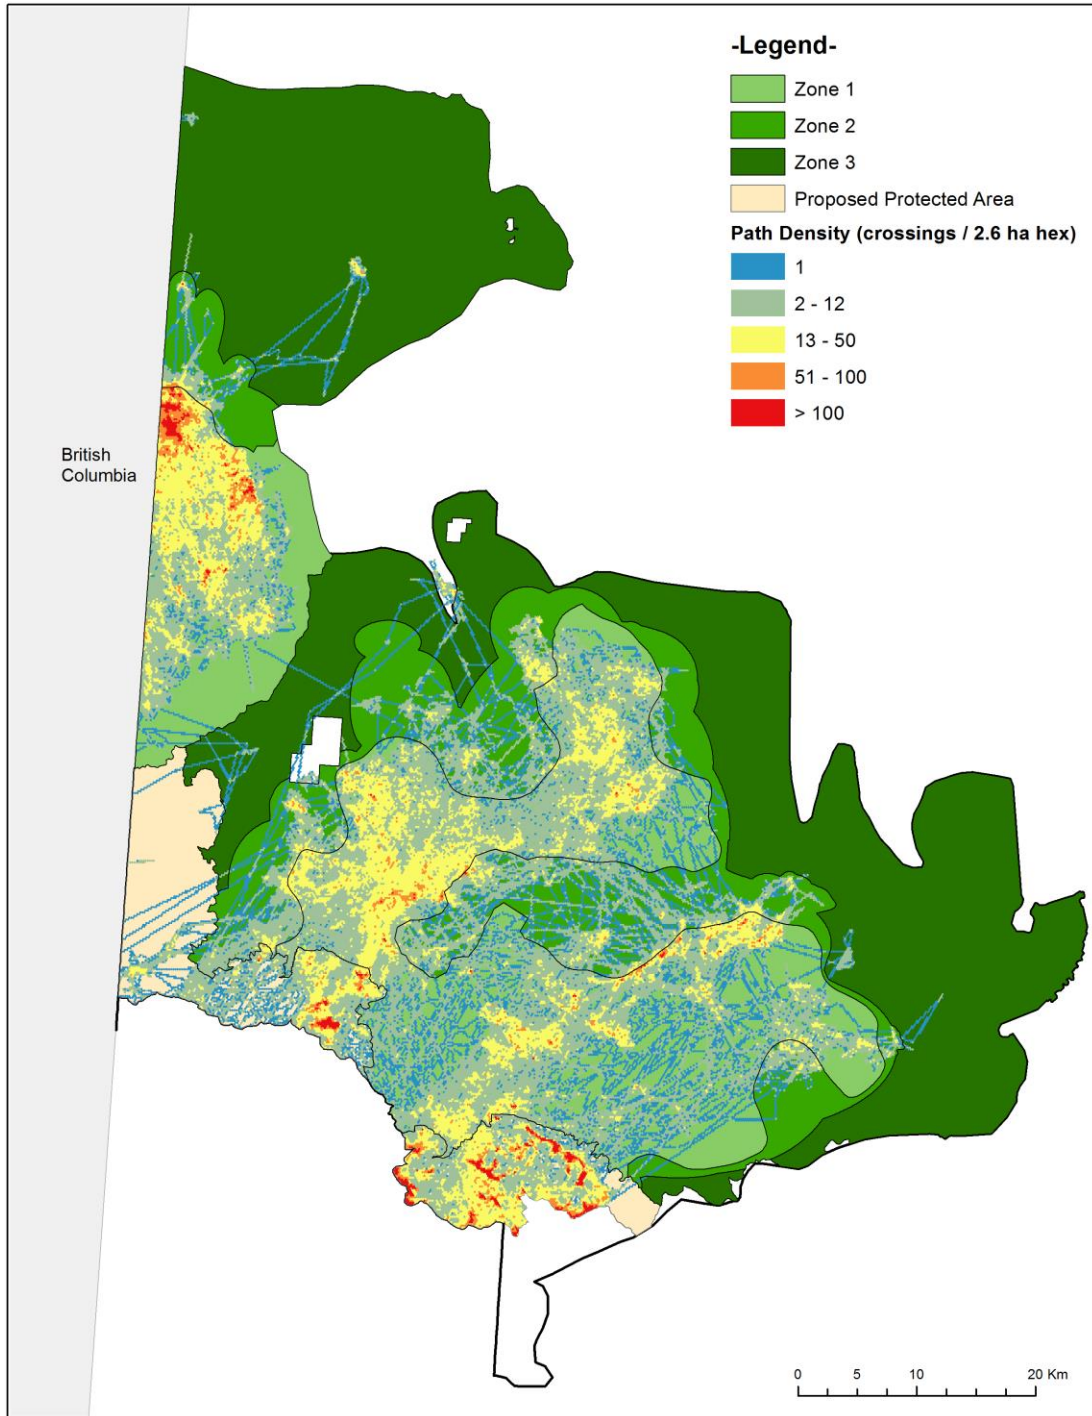 -Legend-
Zone 1
Zone 2
Zone 3
Proposed Protected Area
Path Density (crossings / 2.6 ha hex)
1
2 - 12
13 - 50
51 - 100
> 100
British
Columbia
0 5 10 20 Km